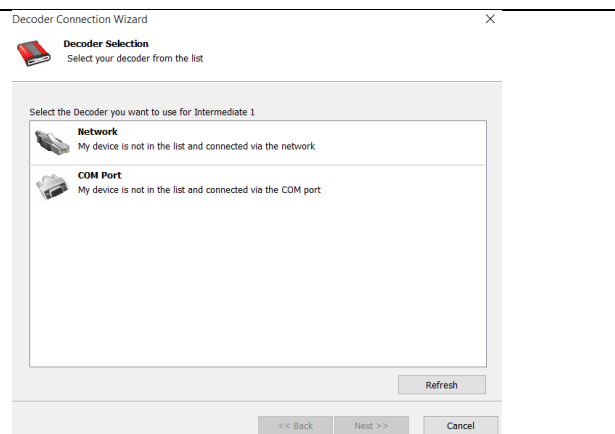 Decoder Connection Wizard
Decoder Selection
Select your decoder from the list
Select the Decoder you want to use for Intermediate 1
Network
My device is not in the list and connected via the network
COM Port
My device is not in the list and connected via the COM port
Refresh
<< Back Next >> Cancel